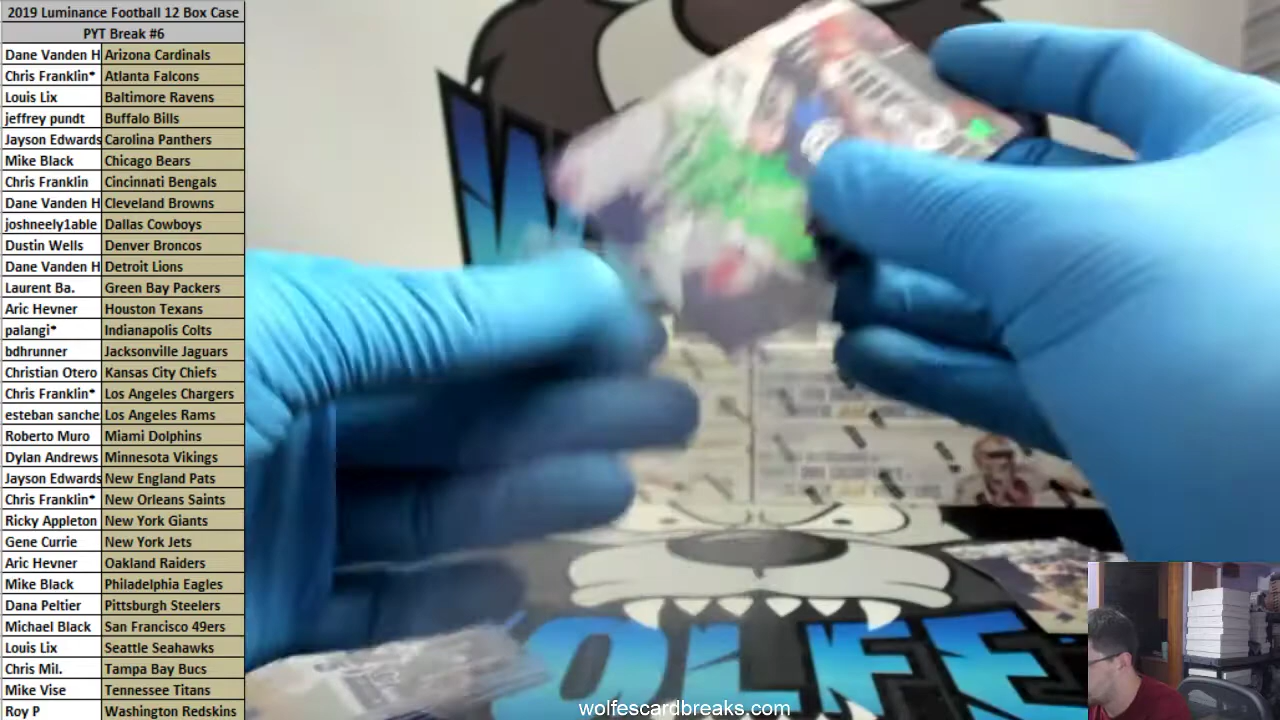 2019 Luminance Football 12 Box Case
PYT Break #6
Dane Vanden H Arizona Cardinals
Chris Franklin* Atlanta Falcons
Louis Lix Baltimore Ravens
jeffrey pundt Buffalo Bills
Jayson Edwards Carolina Panthers
Mike Black Chicago Bears
Chris Franklin Cincinnati Bengals
Dane Vanden H Cleveland Browns
joshneely1able Dallas Cowboys
Dustin Wells Denver Broncos
Dane Vanden H Detroit Lions
Laurent Ba. Green Bay Packers
Aric Hevner Houston Texans
palangi* Indianapolis Colts
bdhrunner Jacksonville Jaguars
Christian Otero Kansas City Chiefs
Chris Franklin* Los Angeles Chargers
esteban sanche Los Angeles Rams
Roberto Muro Miami Dolphins
Dylan Andrews Minnesota Vikings
Jayson Edwards New England Pats
Chris Franklin* New Orleans Saints
Ricky Appleton New York Giants
Gene Currie New York Jets
Aric Hevner Oakland Raiders
Mike Black Philadelphia Eagles
Dana Peltier Pittsburgh Steelers
Michael Black San Francisco 49ers
Louis Lix Seattle Seahawks
Chris Mil. Tampa Bay Bucs
Mike Vise Tennessee Titans
Roy P Washington Redskins
OLFE
wolfescardbreaks.com